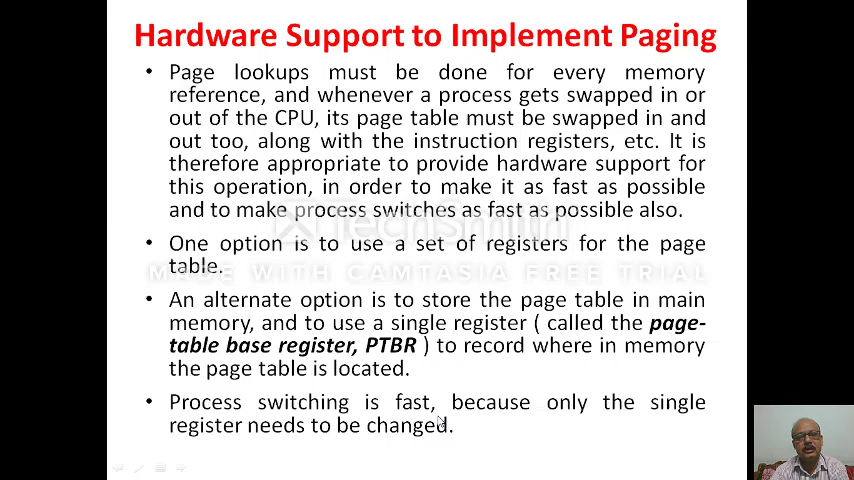 Hardware Support to Implement Paging
• Page lookups must be done for every memory
reference, and whenever a process gets swapped in or
out of the CPU, its page table must be swapped in and
out too, along with the instruction registers, etc. It is
therefore appropriate to provide hardware support for
this operation, in order to make it as fast as possible
and to make process switches as fast as possible also.
TechSmith
• One option is to use a set of registers for the page
table.
MADE WITH CAMTASIA FREE TRIAL
• An alternate option is to store the page table in main
memory, and to use a single register ( called the page-
table base register, PTBR ) to record where in memory
the page table is located.
• Process switching is fast, because only the single
register needs to be changed.